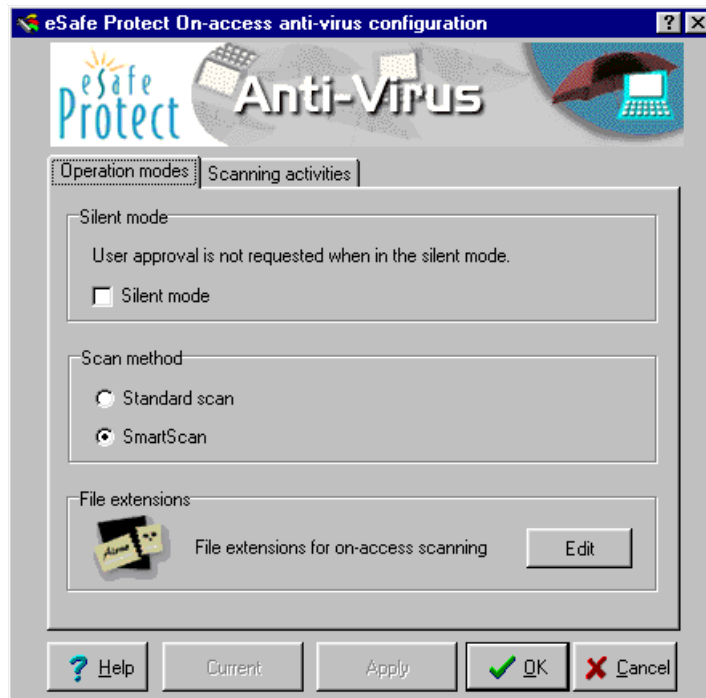 eSafe Protect On-access anti-virus configuration
eSafe
Protect
Anti-Virus
Operation modes
Scanning activities
Silent mode
User approval is not requested when in the silent mode.
Silent mode
Scan method
Standard scan
SmartScan
File extensions
File extensions for on-access scanning
Edit
? Help
Current
Apply
OK
Cancel